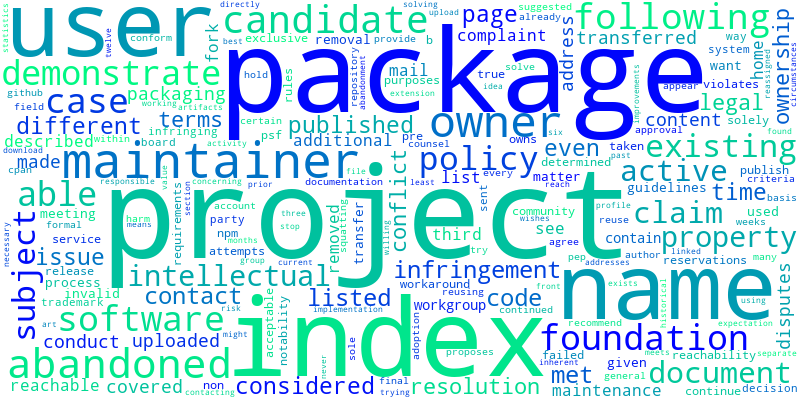 user
package
project
index
name
candidate
following
demonstrate
case
different
owner
maintainer
policy
existing
active
able
claim
property
subject
issue
intellectual
software
abandoned
infringement
foundation
document
considered
resolution
user
contact
listed
code
published
additional
even
terms
packaging
described
made
page
complaint
transferred
address
ownership
home
legal
content
time
mail
fork
removal
exclusive
conflict
list
matter
sent
third
see
party
transfer
removed
squatting
workgroup
workaround
reusing
conduct
uploaded
reachable
covered
non
met
given
failed
maintenance
reachability
disputes
reservations
guidelines
determined
solely
violates
approval
taken
contain
used
weeks
publish
criteria
basis
author
reuse
community
pep
agree
service
meeting
formal
release
process
invalid
trademark
requirements
concerning
account
npm
attempts
harm
months
three
stop
group
current
acceptable
notability
risk
might
sole
adoption
final
trying
proposes
implementation
continued
exists
recommend
decision
continue
general
meets
separate
expectation
many
using
historical
front
addresses
linked
profile
wishes
willing
least
every
reach
counsel
owns
pre
true
hold
purposes
solve
idea
extension
improvements
appear
want
system
way
already
suggested
directly
solving
upload
best
provide
b
rules
repository
abandonment
certain
working
artifacts
activity
infringing
psf
board
within
cpan
download
field
github
conform
twelve
statistics
necessary
art
responsible
means
section
prior
value
documentation
file
never
inherent
contacting
try
six
past
found
reassigned
circumstances